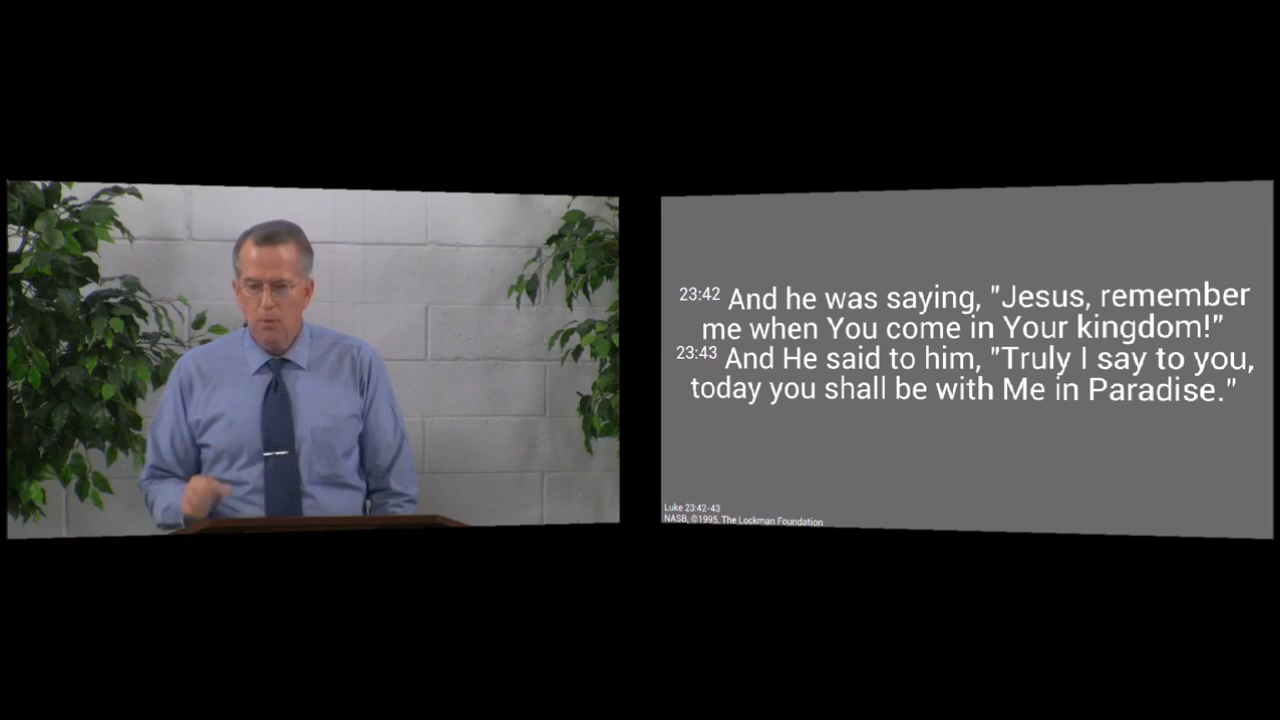 23:42 And he was saying, "Jesus, remember
me when You come in Your kingdom!"
23:43 And He said to him, "Truly I say to you,
today you shall be with Me in Paradise."
Luke 23:42-43
NASB, ©1995, The Lockman Foundation